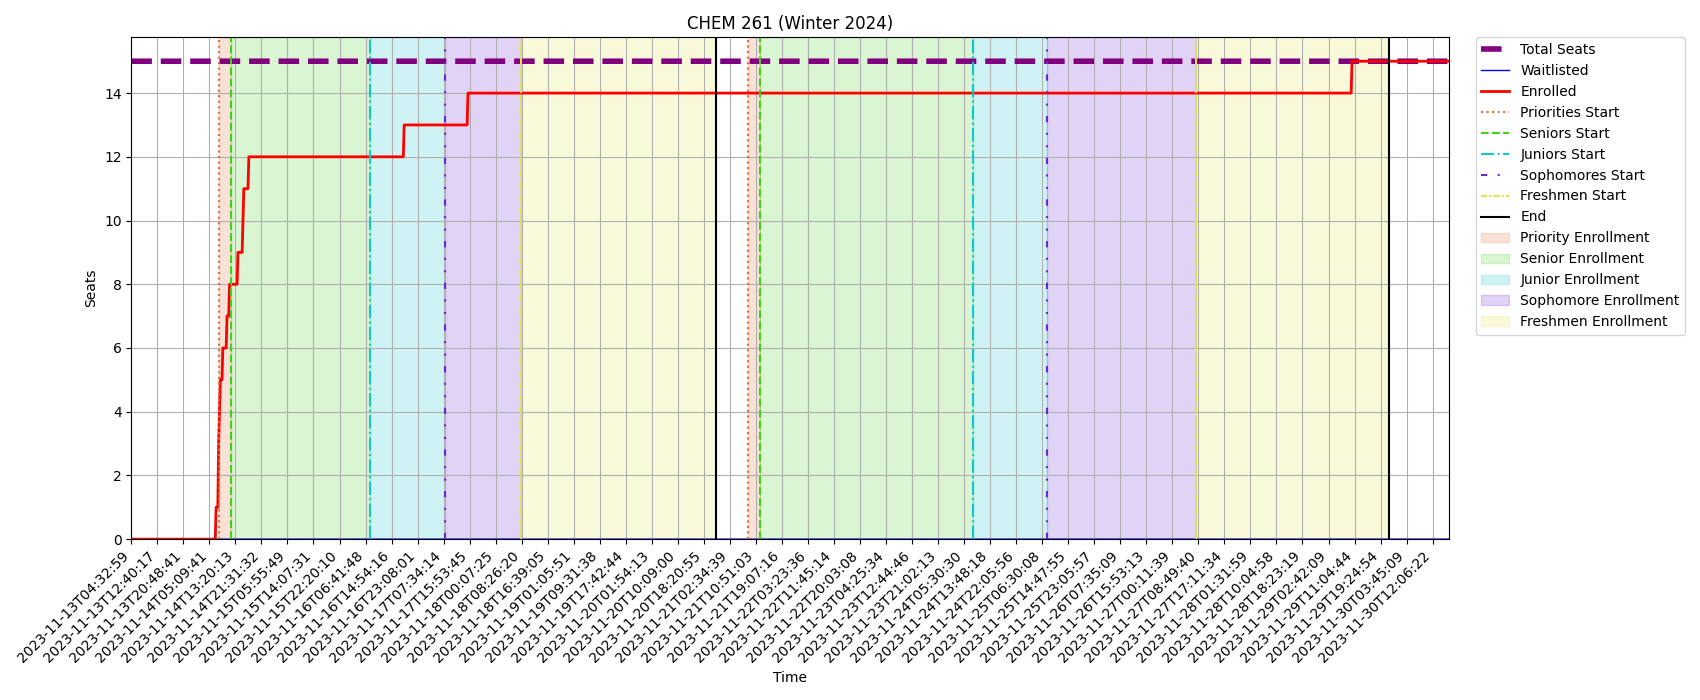 CHEM 261 (Winter 2024)
Seats
14
12
10
8
6
4
2
0
2023-11-13T04:32:59
2023-11-13T12:40:17
2023-11-13T20:48:41
2023-11-14T05:09:41
2023-11-14T13:20:13
2023-11-14T21:31:32
2023-11-15T05:55:49
2023-11-15T14:07:31
2023-11-15T22:20:10
2023-11-16T06:41:48
2023-11-16T14:54:16
2023-11-16T23:08:01
2023-11-17T07:34:14
2023-11-17T15:53:45
2023-11-18T00:07:25
2023-11-18T08:26:20
2023-11-18T16:39:05
2023-11-19T01:05:51
2023-11-19T09:31:38
2023-11-19T17:42:44
2023-11-20T01:54:13
2023-11-20T10:09:00
2023-11-20T18:20:55
2023-11-21T02:34:39
2023-11-21T10:51:03
2023-11-21T19:07:16
2023-11-22T03:23:36
2023-11-22T11:45:14
2023-11-22T20:03:08
2023-11-23T04:25:34
2023-11-23T12:44:46
2023-11-23T21:02:13
2023-11-24T05:30:30
2023-11-24T13:48:18
2023-11-24T22:05:56
2023-11-25T06:30:08
2023-11-25T14:47:55
2023-11-25T23:05:57
2023-11-26T07:35:09
2023-11-26T15:53:13
2023-11-27T00:11:39
2023-11-27T08:49:40
2023-11-27T17:11:34
2023-11-28T01:31:59
2023-11-28T10:04:58
2023-11-28T18:23:19
2023-11-29T02:42:09
2023-11-29T11:04:44
2023-11-29T19:24:54
2023-11-30T03:45:09
2023-11-30T12:06:22
Time
Total Seats
Waitlisted
Enrolled
Priorities Start
Seniors Start
Juniors Start
Sophomores Start
Freshmen Start
End
Priority Enrollment
Senior Enrollment
Junior Enrollment
Sophomore Enrollment
Freshmen Enrollment